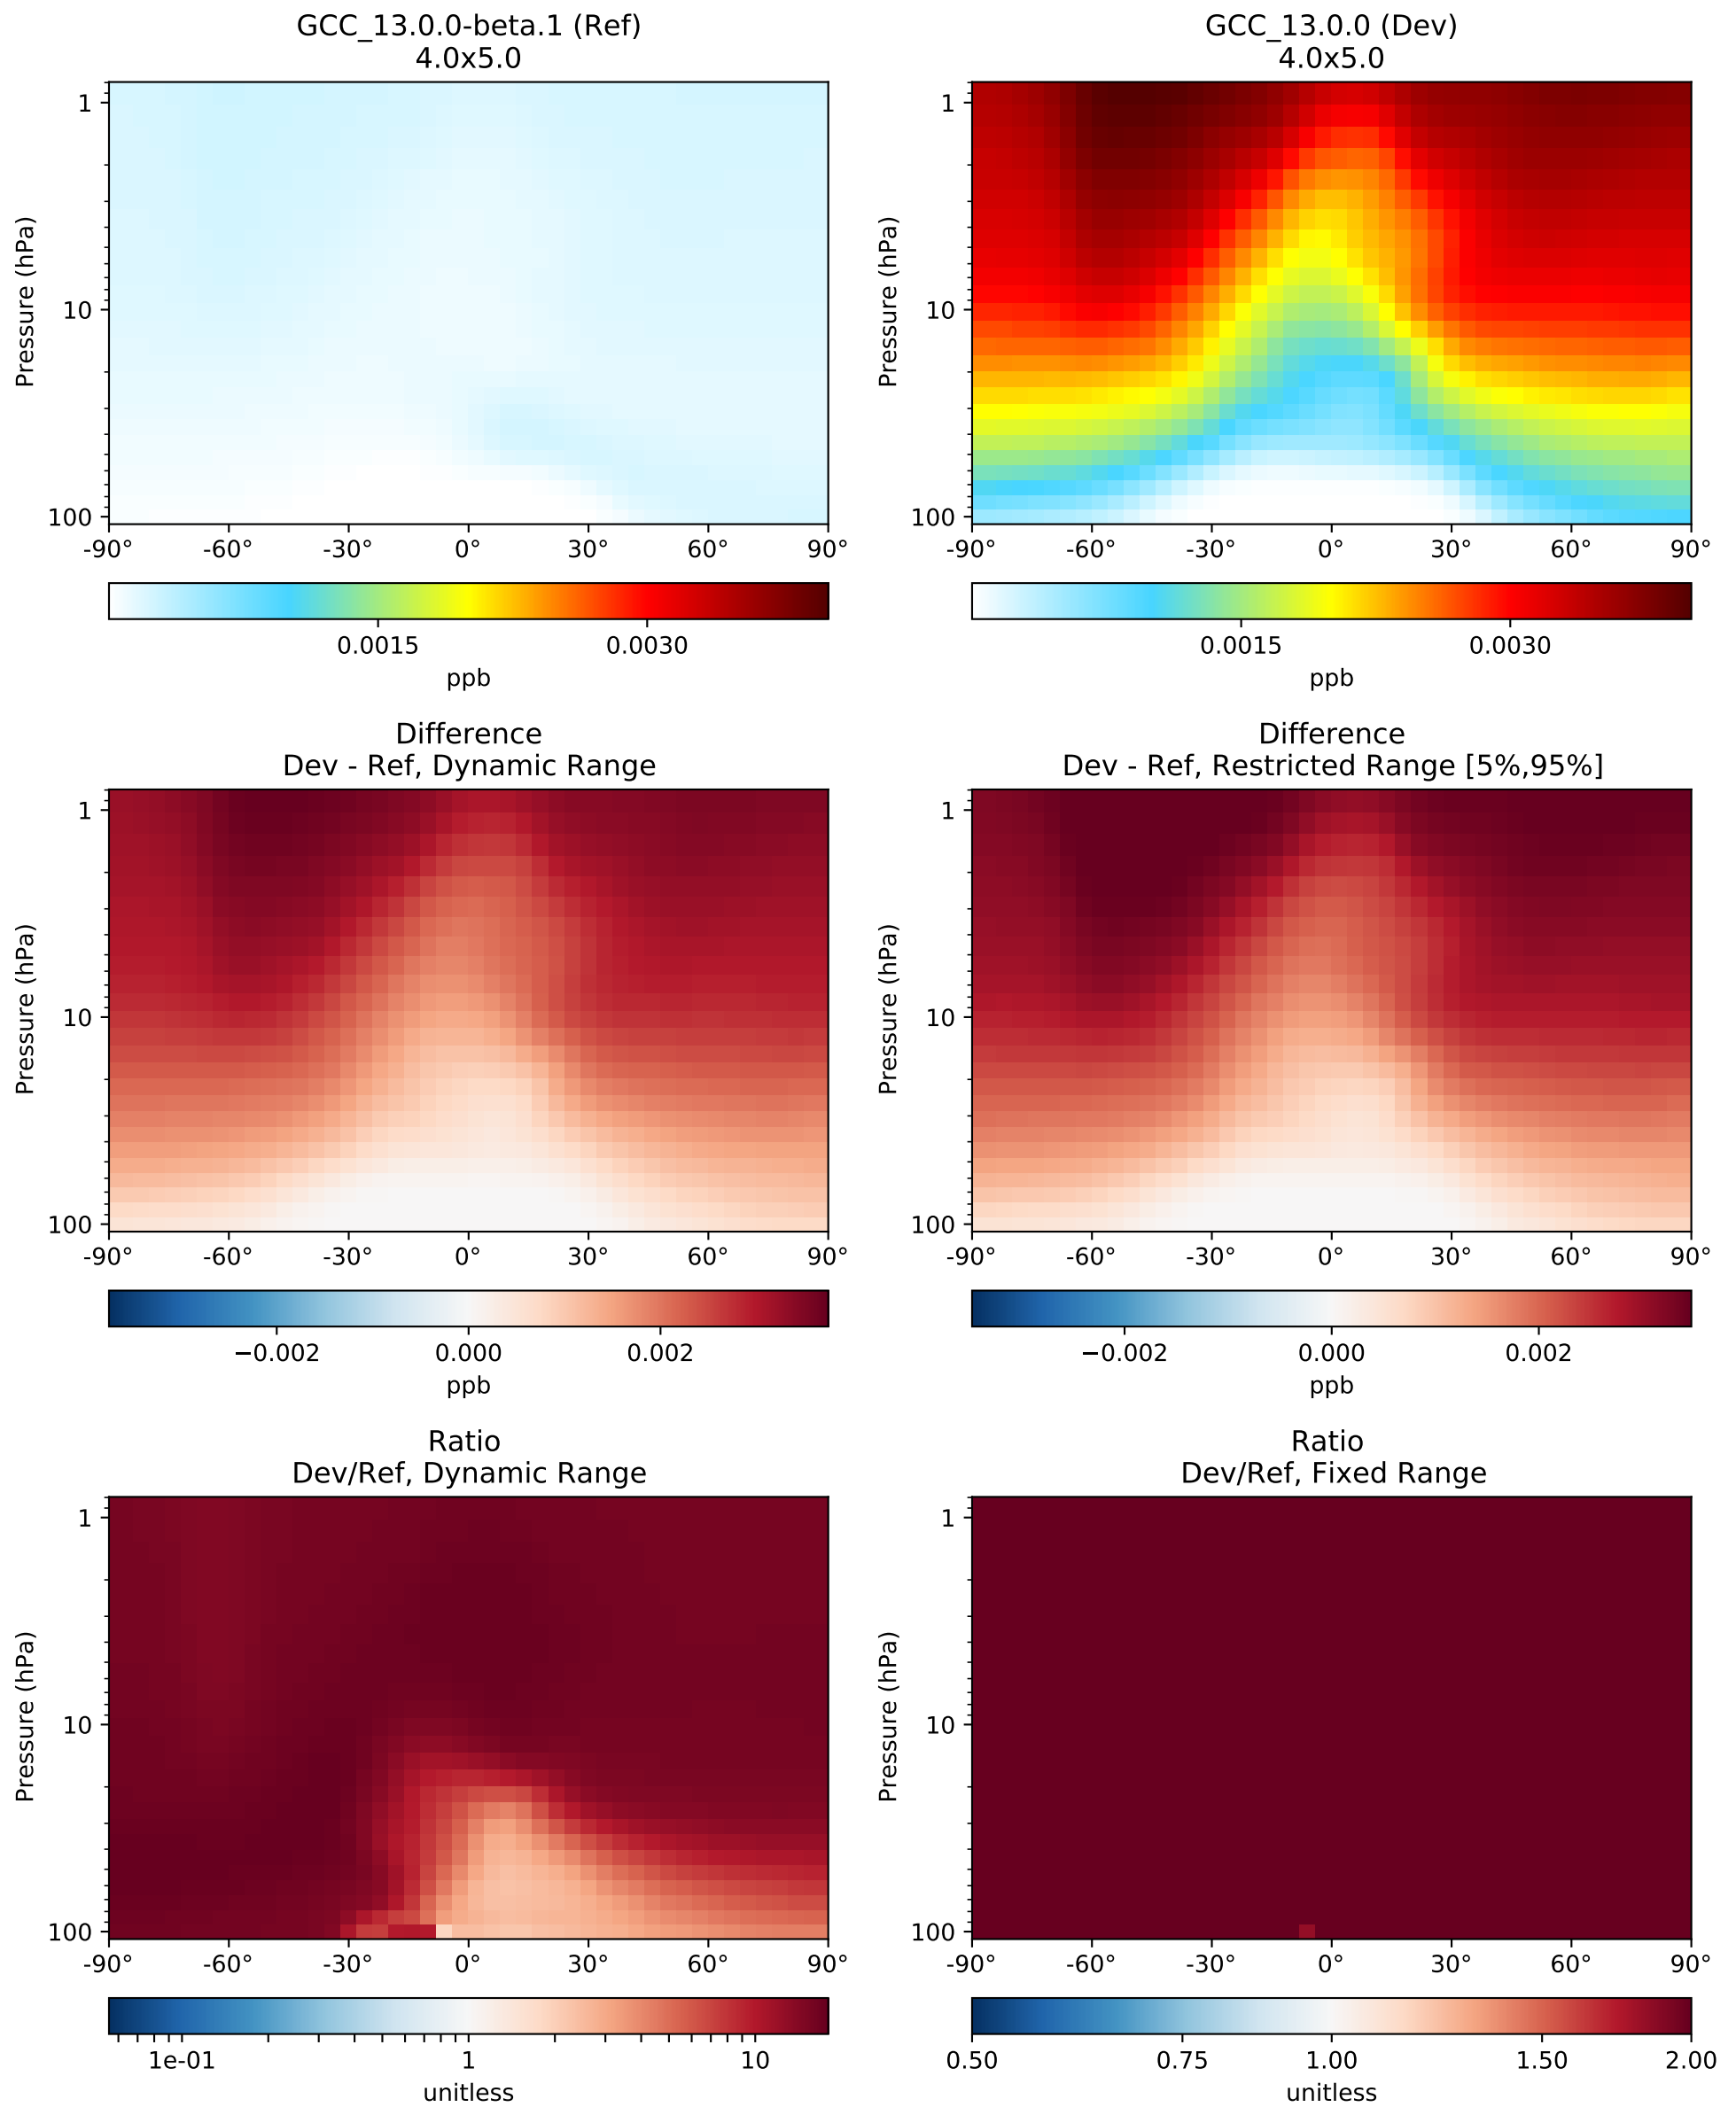 GCC_13.0.0-beta.1 (Ref)
4.0x5.0
Pressure (hPa)
1
10
100
-90° -60° -30° 0° 30° 60° 90°
0.0015 0.0030
ppb
GCC_13.0.0 (Dev)
4.0x5.0
Pressure (hPa)
1
10
100
-90° -60° -30° 0° 30° 60° 90°
0.0015 0.0030
ppb
Difference
Dev - Ref, Dynamic Range
Pressure (hPa)
1
10
100
-90° -60° -30° 0° 30° 60° 90°
−0.002 0.000 0.002
ppb
Difference
Dev - Ref, Restricted Range [5%,95%]
Pressure (hPa)
1
10
100
-90° -60° -30° 0° 30° 60° 90°
−0.002 0.000 0.002
ppb
Ratio
Dev/Ref, Dynamic Range
Pressure (hPa)
1
10
100
-90° -60° -30° 0° 30° 60° 90°
1e-01 1 10
unitless
Ratio
Dev/Ref, Fixed Range
Pressure (hPa)
1
10
100
-90° -60° -30° 0° 30° 60° 90°
0.50 0.75 1.00 1.50 2.00
unitless